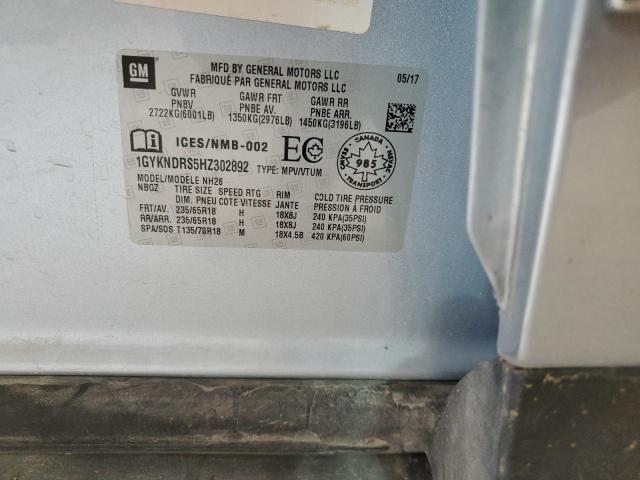 GM
MFD BY GENERAL MOTORS LLC
FABRIQUÉ PAR GENERAL MOTORS LLC
05/17
GVWR GAWR FRT GAWR RR
PNBV PNBE AV. PNBE ARR.
2722KG(6001LB) 1350KG(2976LB) 1450KG(3196LB)
ICES/NMB-002 EC
CANADA
985
1GYKNDRS5HZ302892 TYPE: MPV/VTUM
MODEL/MODÈLE NH26
NBGZ TIRE SIZE SPEED RTG RIM COLD TIRE PRESSURE
DIM. PNEU COTE VITESSE JANTE PRESSION À FROID
FRT/AV. 235/65R18 H 18X8J 240 KPA(35PSI)
RR/ARR. 235/65R18 H 18X8J 240 KPA(35PSI)
SPA/SOS T135/70R18 M 18X4.5B 420 KPA(60PSI)